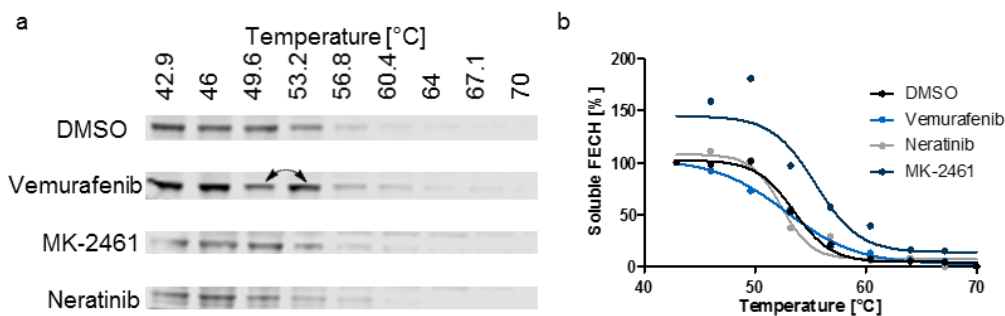 a
Temperature [°C]
42.9 46 49.6 53.2 56.8 60.4 64 67.1 70
DMSO
Vemurafenib
MK-2461
Neratinib
b
200
150
100
50
0
Soluble FECH [%]
DMSO
Vemurafenib
Neratinib
MK-2461
40 50 60 70
Temperature [°C]